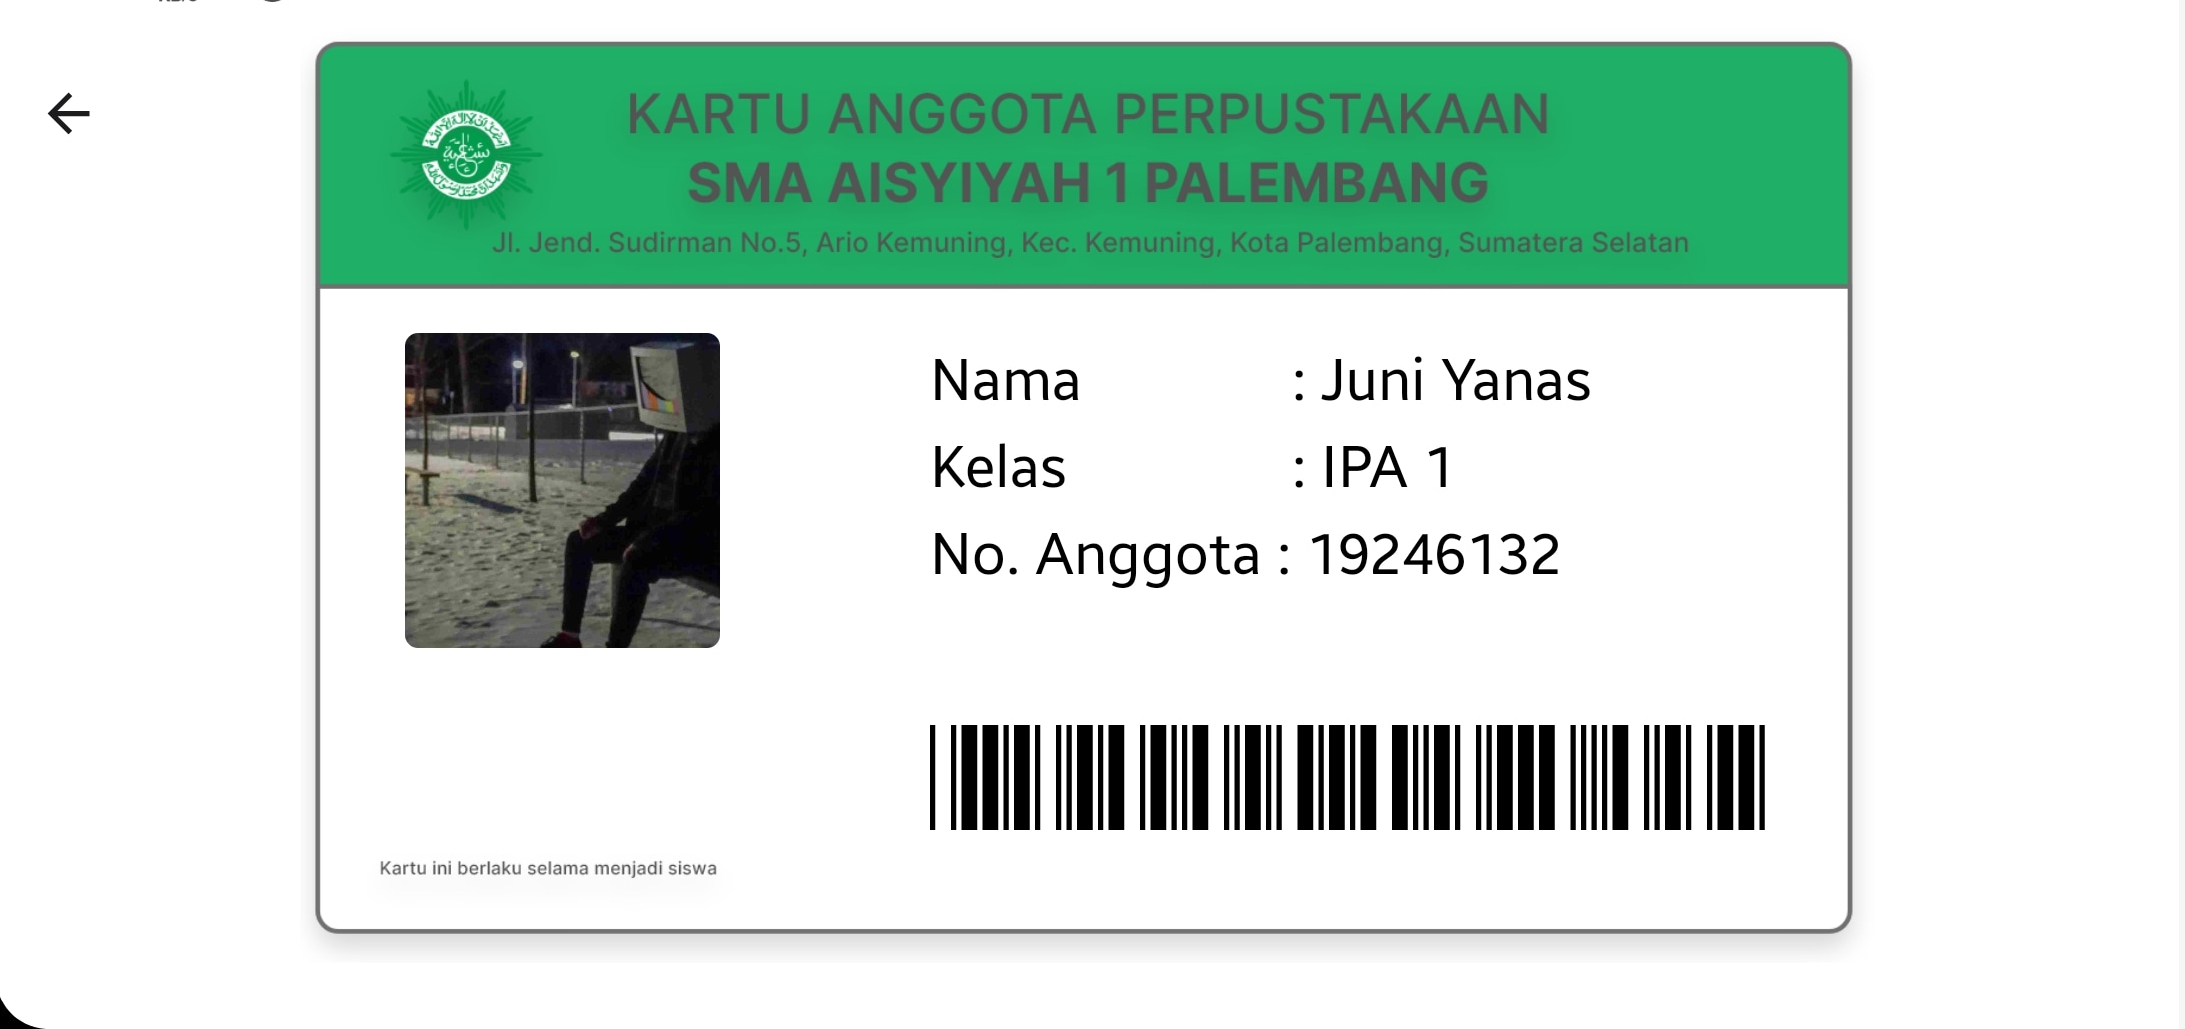 KARTU ANGGOTA PERPUSTAKAAN
SMA AISYIYAH 1 PALEMBANG
Jl. Jend. Sudirman No.5, Ario Kemuning, Kec. Kemuning, Kota Palembang, Sumatera Selatan
Nama : Juni Yanas
Kelas : IPA 1
No. Anggota : 19246132
Kartu ini berlaku selama menjadi siswa